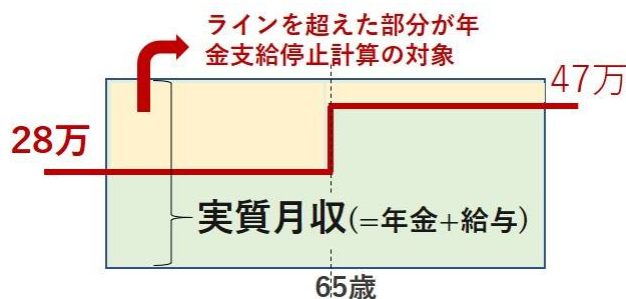 ラインを超えた部分が年
金支給停止計算の対象
47万
28万
実質月収(=年金+給与)
65歳